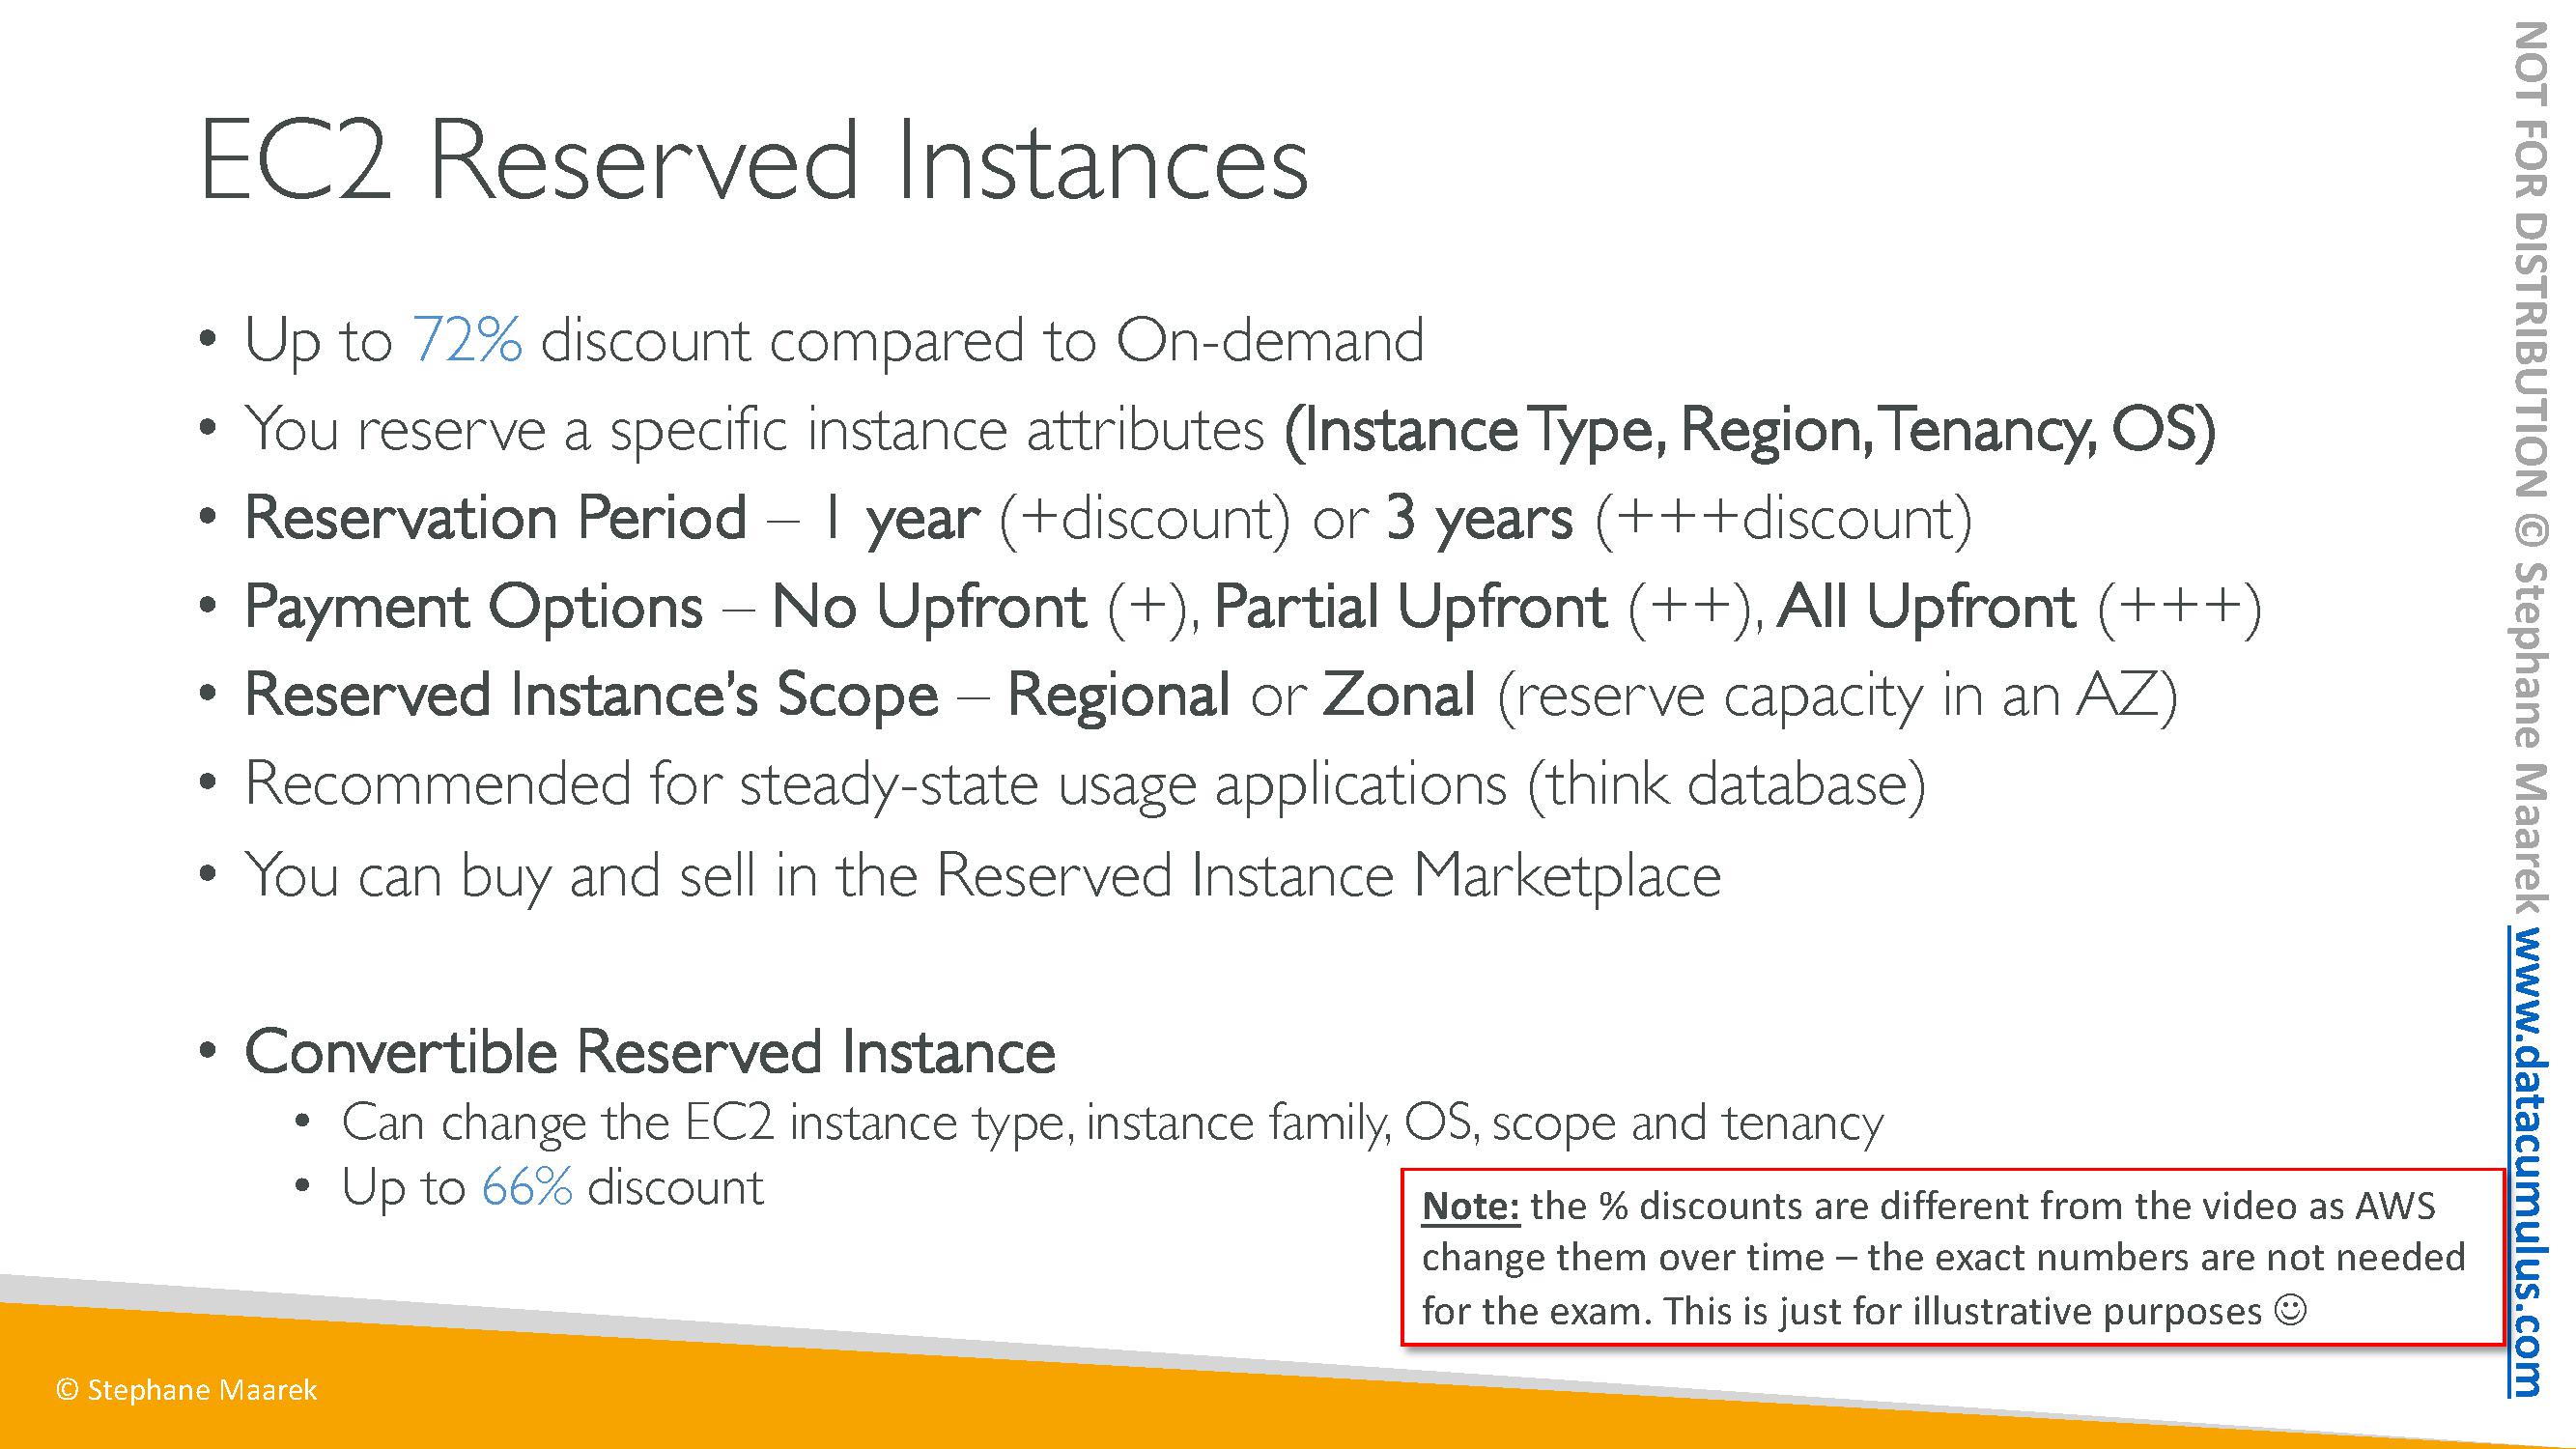 EC2 Reserved Instances
• Up to 72% discount compared to On-demand
• You reserve a specific instance attributes (Instance Type, Region, Tenancy, OS)
• Reservation Period – 1 year (+discount) or 3 years (+++discount)
• Payment Options – No Upfront (+), Partial Upfront (++), All Upfront (+++)
• Reserved Instance’s Scope – Regional or Zonal (reserve capacity in an AZ)
• Recommended for steady-state usage applications (think database)
• You can buy and sell in the Reserved Instance Marketplace
• Convertible Reserved Instance
• Can change the EC2 instance type, instance family, OS, scope and tenancy
• Up to 66% discount
Note: the % discounts are different from the video as AWS
change them over time – the exact numbers are not needed
for the exam. This is just for illustrative purposes ☺
© Stephane Maarek
NOT FOR DISTRIBUTION © Stephane Maarek www.datacumulus.com